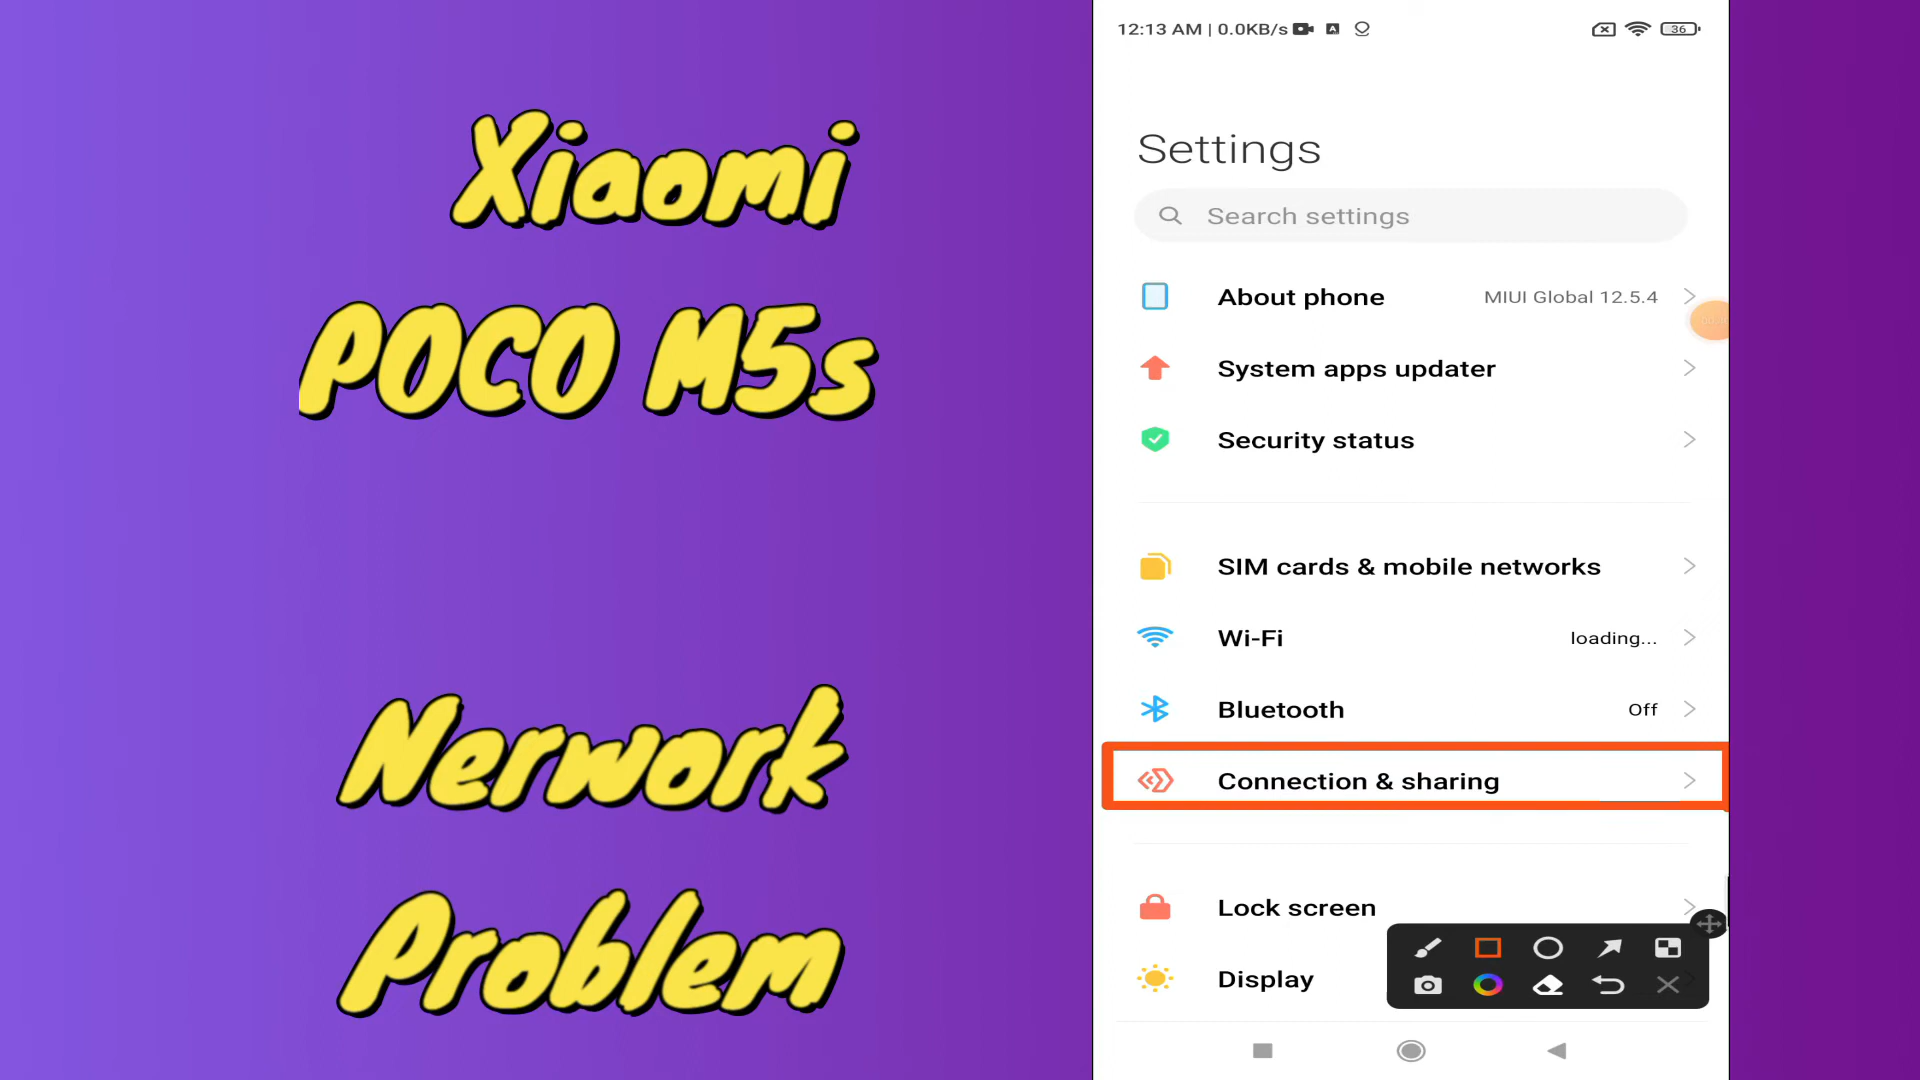 Xiaomi
POCO M5s
Nerwork
Problem
12:13 AM | 0.0KB/s
A
36
Settings
Search settings
About phone
MIUI Global 12.5.4
System apps updater
Security status
SIM cards & mobile networks
Wi-Fi
loading...
Bluetooth
Off
Connection & sharing
Lock screen
Display